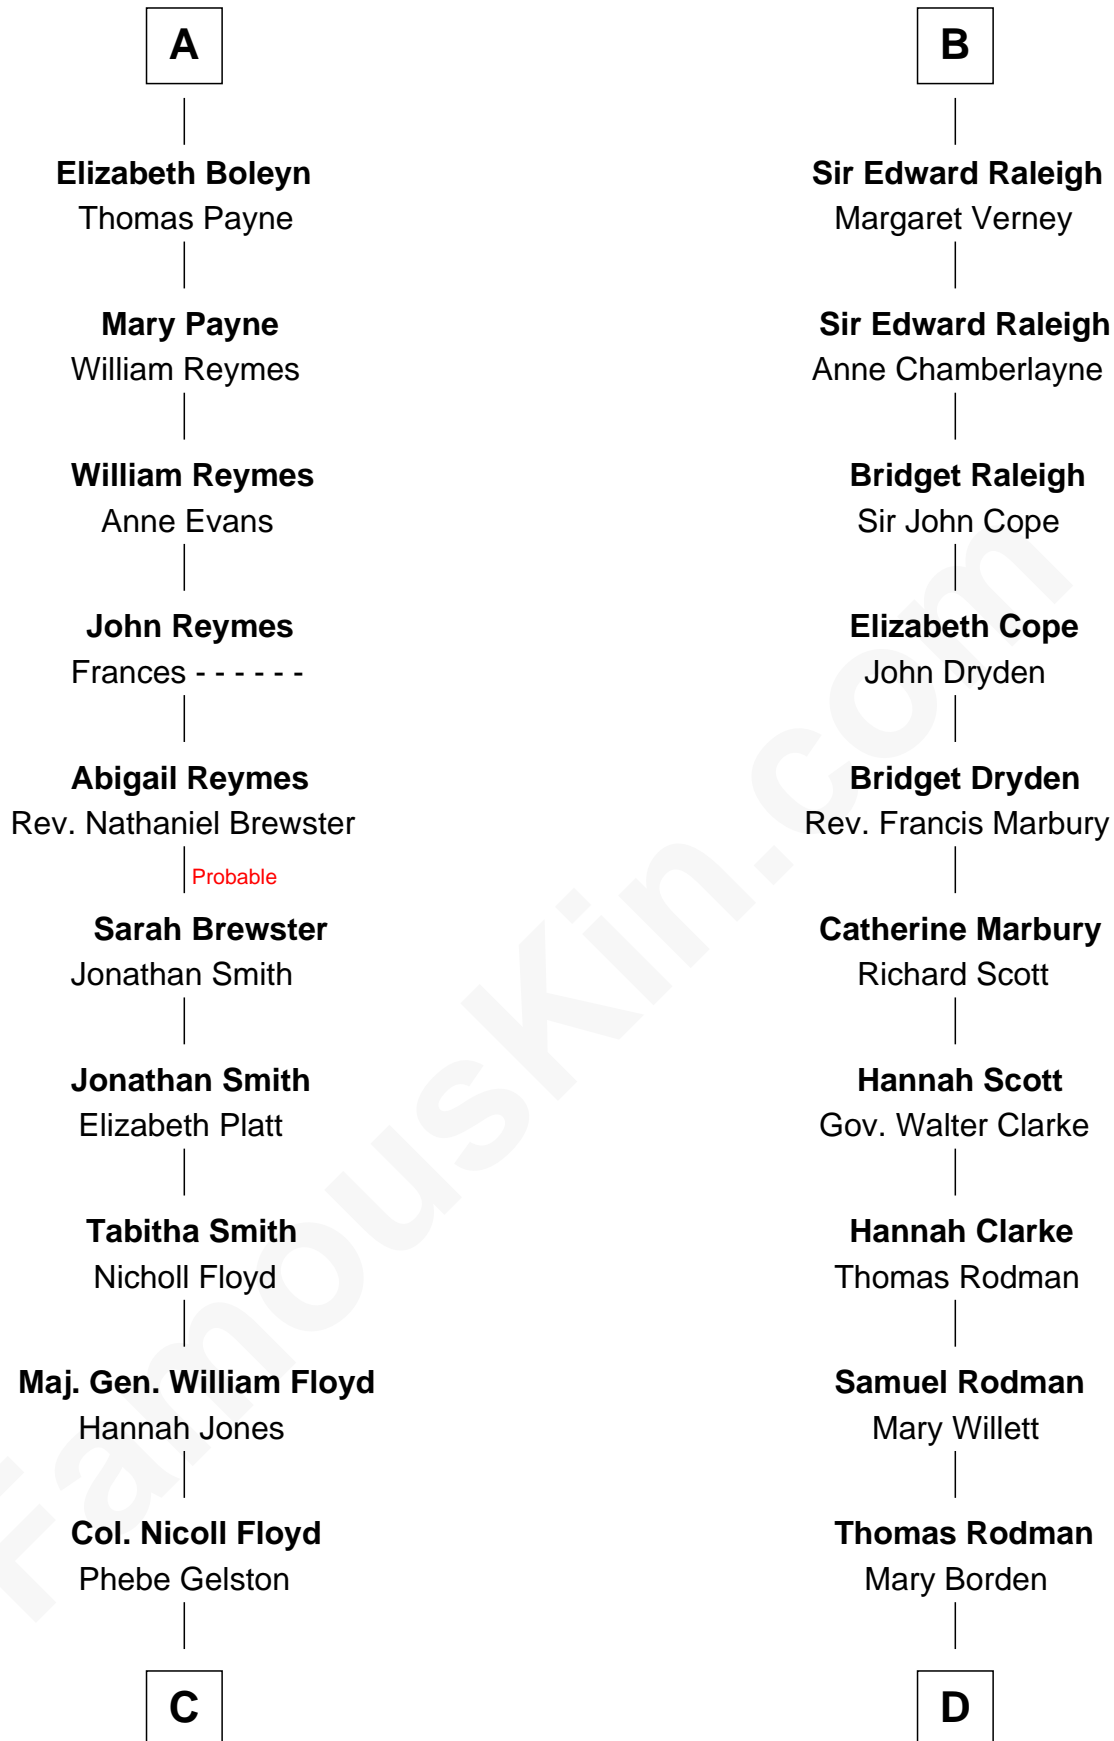 A
Elizabeth Boleyn
Thomas Payne
Mary Payne
William Reymes
William Reymes
Anne Evans
John Reymes
Frances - - - - - -
Abigail Reymes
Rev. Nathaniel Brewster
Probable
Sarah Brewster
Jonathan Smith
Jonathan Smith
Elizabeth Platt
Tabitha Smith
Nicholl Floyd
Maj. Gen. William Floyd
Hannah Jones
Col. Nicoll Floyd
Phebe Gelston
C
B
Sir Edward Raleigh
Margaret Verney
Sir Edward Raleigh
Anne Chamberlayne
Bridget Raleigh
Sir John Cope
Elizabeth Cope
John Dryden
Bridget Dryden
Rev. Francis Marbury
Catherine Marbury
Richard Scott
Hannah Scott
Gov. Walter Clarke
Hannah Clarke
Thomas Rodman
Samuel Rodman
Mary Willett
Thomas Rodman
Mary Borden
D
FamousKin.com